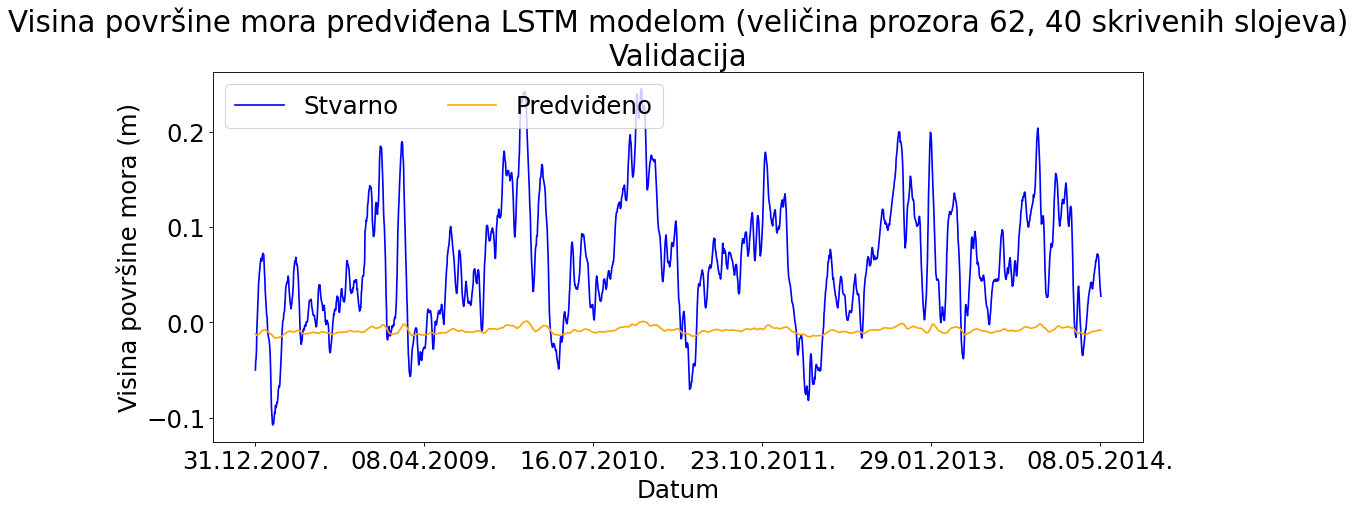 Visina površine mora predviđena LSTM modelom (veličina prozora 62, 40 skrivenih slojeva)
Validacija
Stvarno Predviđeno
Visina površine mora (m)
0.2
0.1
0.0
−0.1
31.12.2007. 08.04.2009. 16.07.2010. 23.10.2011. 29.01.2013. 08.05.2014.
Datum